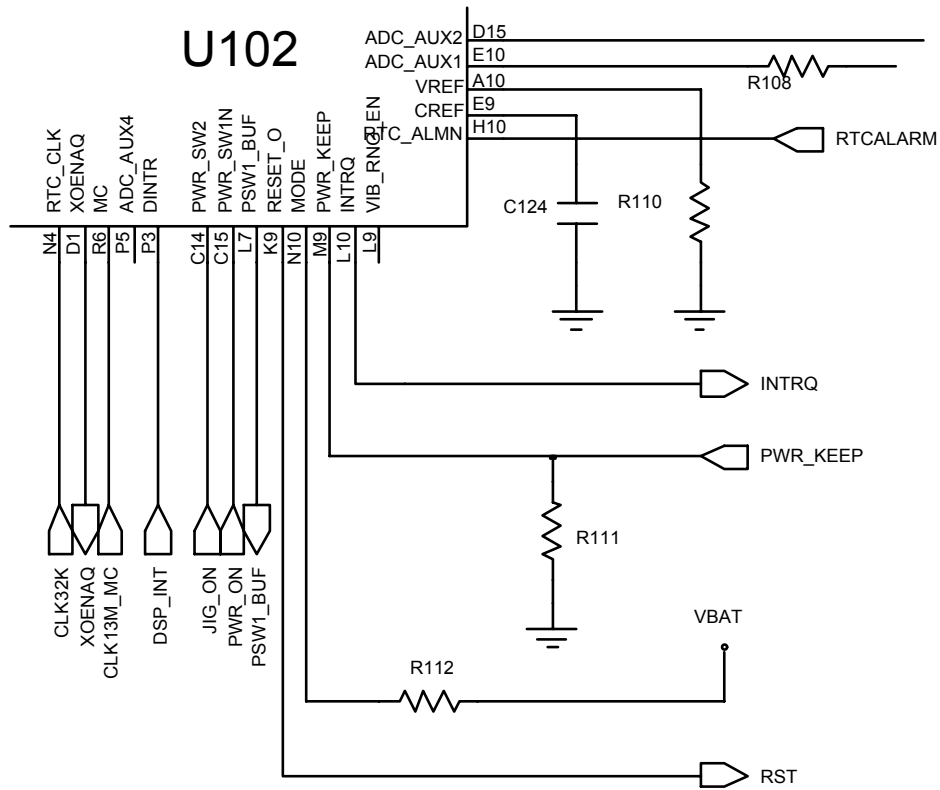 U102
ADC_AUX2
D15
ADC_AUX1
E10
R108
VREF
A10
CREF
E9
RTC_ALMN
H10
RTCALARM
RTC_CLK
XOENAQ
MC
ADC_AUX4
DINTR
PWR_SW2
PWR_SW1N
PSW1_BUF
RESET_O
MODE
PWR_KEEP
INTRQ
VIB_RNG_EN
N4
D1
R6
P5
P3
C14
C15
L7
K9
N10
M9
L10
L9
C124
R110
INTRQ
PWR_KEEP
R111
CLK32K
XOENAQ
CLK13M_MC
DSP_INT
JIG_ON
PWR_ON
PSW1_BUF
VBAT
R112
RST